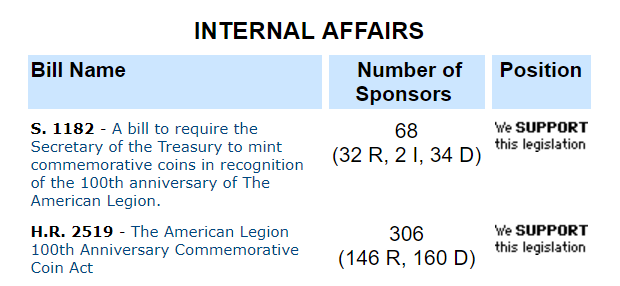 INTERNAL AFFAIRS
Bill Name
Number of
Sponsors
Position
S. 1182 - A bill to require the
Secretary of the Treasury to mint
commemorative coins in recognition
of the 100th anniversary of The
American Legion.
68
(32 R, 2 I, 34 D)
We SUPPORT
this legislation
H.R. 2519 - The American Legion
100th Anniversary Commemorative
Coin Act
306
(146 R, 160 D)
We SUPPORT
this legislation